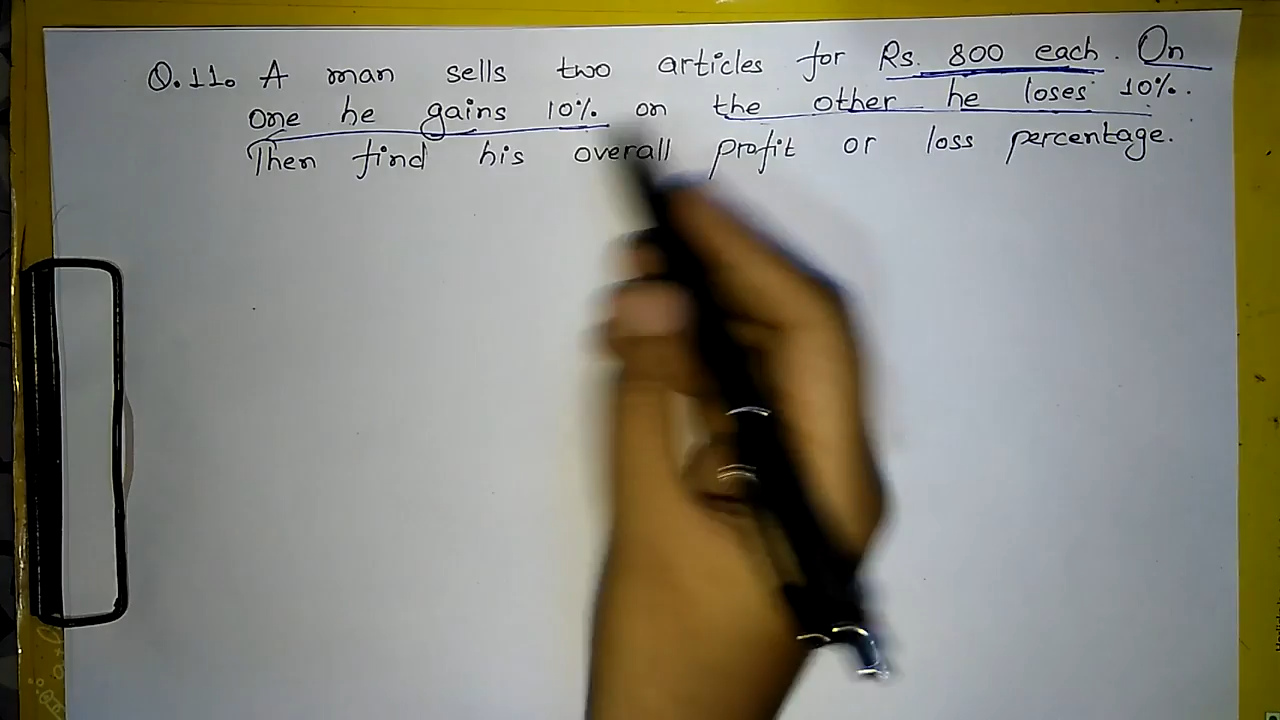 Q.11. A man sells two articles for Rs. 800 each. On
one he gains 10% on the other he loses 10%.
Then find his overall profit or loss percentage.